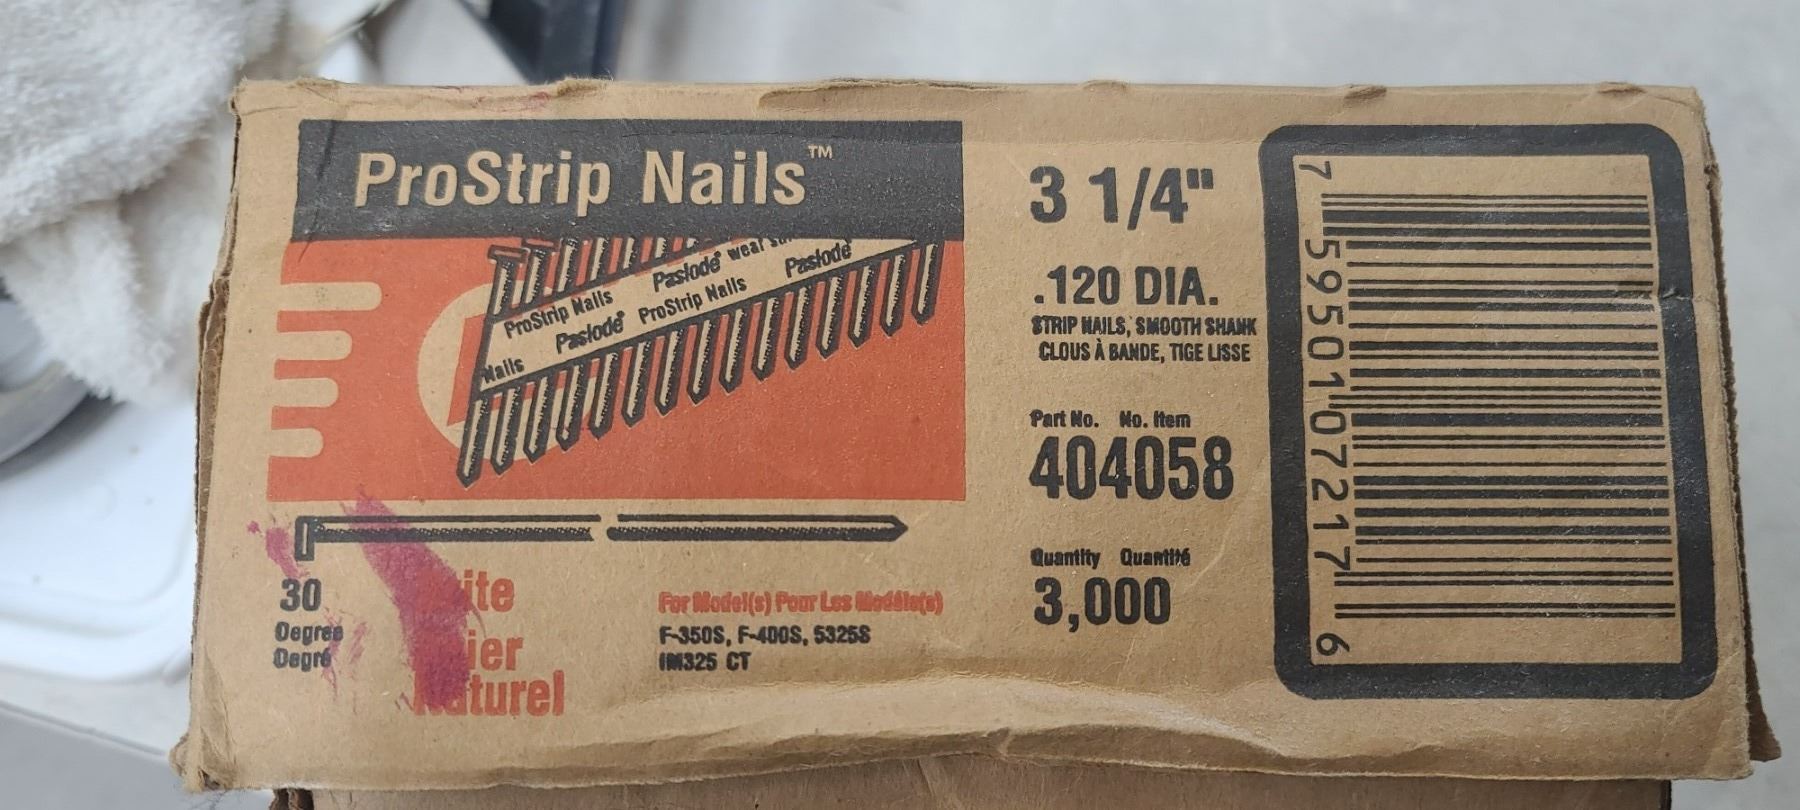 ProStrip Nails™
Paslode
ProStrip Nails
Paslode
Nails
Paslode
ProStrip Nails
3 1/4"
.120 DIA.
STRIP NAILS, SMOOTH SHANK
CLOUS À BANDE, TIGE LISSE
Part No. No. Item
404058
Quantity Quantité
3,000
30
Degree
Degré
Naturel
For Model(s) Pour Les Modèle(s)
F-350S, F-400S, 5325S
IM325 CT
7 59501 07217 6